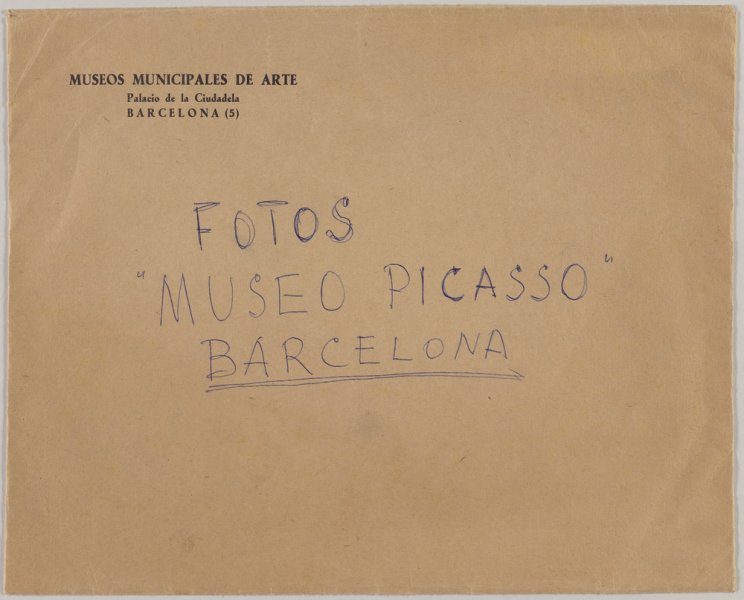 MUSEOS MUNICIPALES DE ARTE
Palacio de la Ciudadela
BARCELONA (5)
FOTOS
"MUSEO PICASSO"
BARCELONA